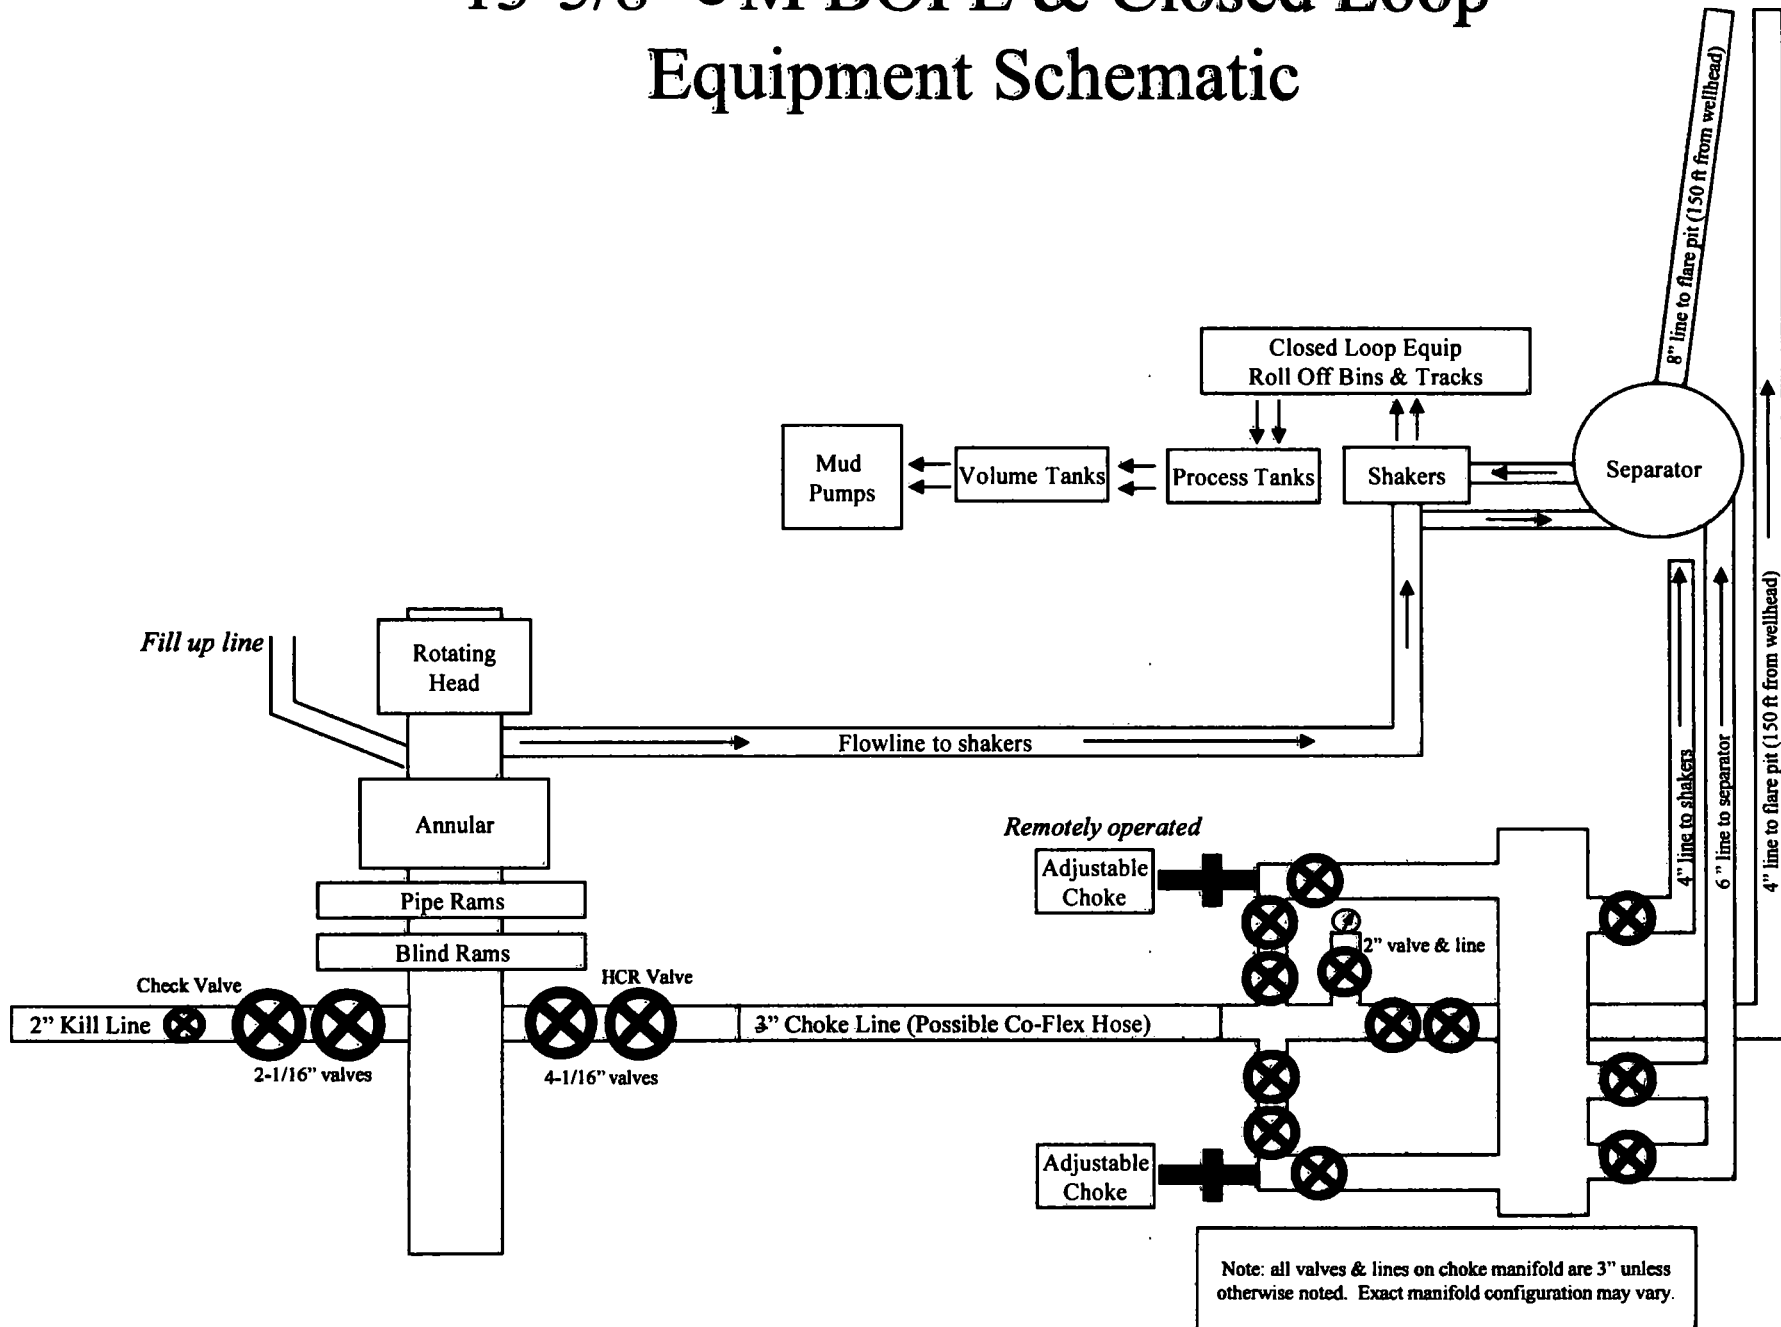 Equipment Schematic
8” line to flare pit (150 ft from wellhead)
Closed Loop Equip
Roll Off Bins & Tracks
Mud
Pumps
Volume Tanks
Process Tanks
Shakers
Separator
Fill up line
Rotating
Head
Flowline to shakers
Annular
Pipe Rams
Blind Rams
Check Valve
HCR Valve
2” Kill Line
3” Choke Line (Possible Co-Flex Hose)
2-1/16” valves
4-1/16” valves
Remotely operated
Adjustable
Choke
2” valve & line
4” line to shakers
6” line to separator
4” line to flare pit (150 ft from wellhead)
Adjustable
Choke
Note: all valves & lines on choke manifold are 3” unless
otherwise noted. Exact manifold configuration may vary.